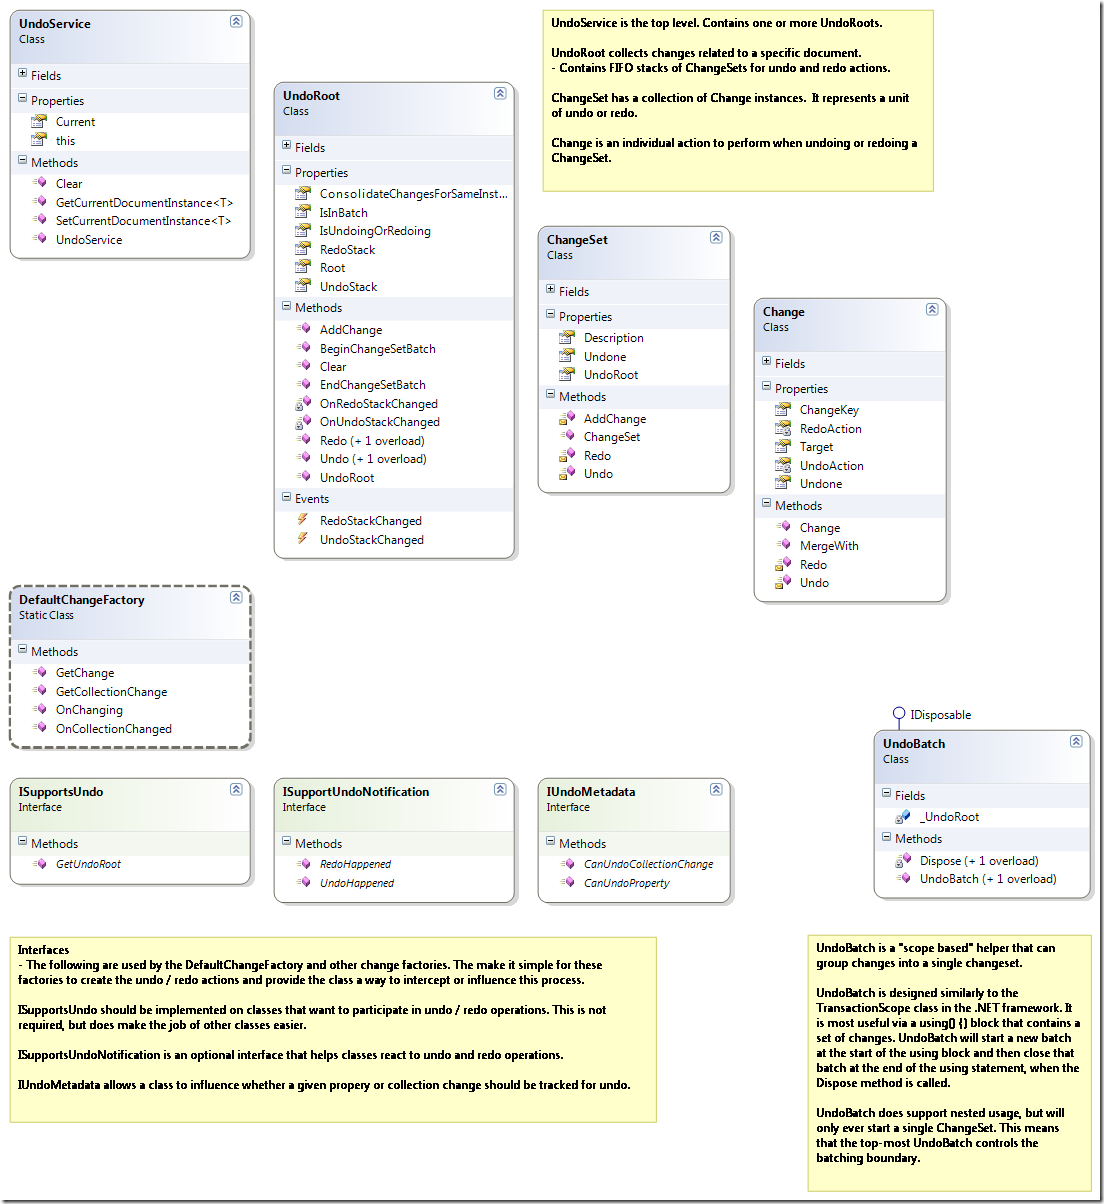 UndoService
Class
Fields
Properties
Current
this
Methods
Clear
GetCurrentDocumentInstance<T>
SetCurrentDocumentInstance<T>
UndoService
UndoRoot
Class
Fields
Properties
ConsolidateChangesForSameInst...
IsInBatch
IsUndoingOrRedoing
RedoStack
Root
UndoStack
Methods
AddChange
BeginChangeSetBatch
Clear
EndChangeSetBatch
OnRedoStackChanged
OnUndoStackChanged
Redo (+ 1 overload)
Undo (+ 1 overload)
UndoRoot
Events
RedoStackChanged
UndoStackChanged
UndoService is the top level. Contains one or more UndoRoots.
UndoRoot collects changes related to a specific document.
- Contains FIFO stacks of ChangeSets for undo and redo actions.
ChangeSet has a collection of Change instances. It represents a unit
of undo or redo.
Change is an individual action to perform when undoing or redoing a
ChangeSet.
ChangeSet
Class
Fields
Properties
Description
Undone
UndoRoot
Methods
AddChange
ChangeSet
Redo
Undo
Change
Class
Fields
Properties
ChangeKey
RedoAction
Target
UndoAction
Undone
Methods
Change
MergeWith
Redo
Undo
DefaultChangeFactory
Static Class
Methods
GetChange
GetCollectionChange
OnChanging
OnCollectionChanged
IDisposable
UndoBatch
Class
Fields
_UndoRoot
Methods
Dispose (+ 1 overload)
UndoBatch (+ 1 overload)
ISupportsUndo
Interface
Methods
GetUndoRoot
ISupportUndoNotification
Interface
Methods
RedoHappened
UndoHappened
IUndoMetadata
Interface
Methods
CanUndoCollectionChange
CanUndoProperty
Interfaces
- The following are used by the DefaultChangeFactory and other change factories. The make it simple for these
factories to create the undo / redo actions and provide the class a way to intercept or influence this process.
ISupportsUndo should be implemented on classes that want to participate in undo / redo operations. This is not
required, but does make the job of other classes easier.
ISupportsUndoNotification is an optional interface that helps classes react to undo and redo operations.
IUndoMetadata allows a class to influence whether a given propery or collection change should be tracked for undo.
UndoBatch is a "scope based" helper that can
group changes into a single changeset.
UndoBatch is designed similarly to the
TransactionScope class in the .NET framework. It
is most useful via a using() {} block that contains a
set of changes. UndoBatch will start a new batch
at the start of the using block and then close that
batch at the end of the using statement, when the
Dispose method is called.
UndoBatch does support nested usage, but will
only ever start a single ChangeSet. This means
that the top-most UndoBatch controls the
batching boundary.